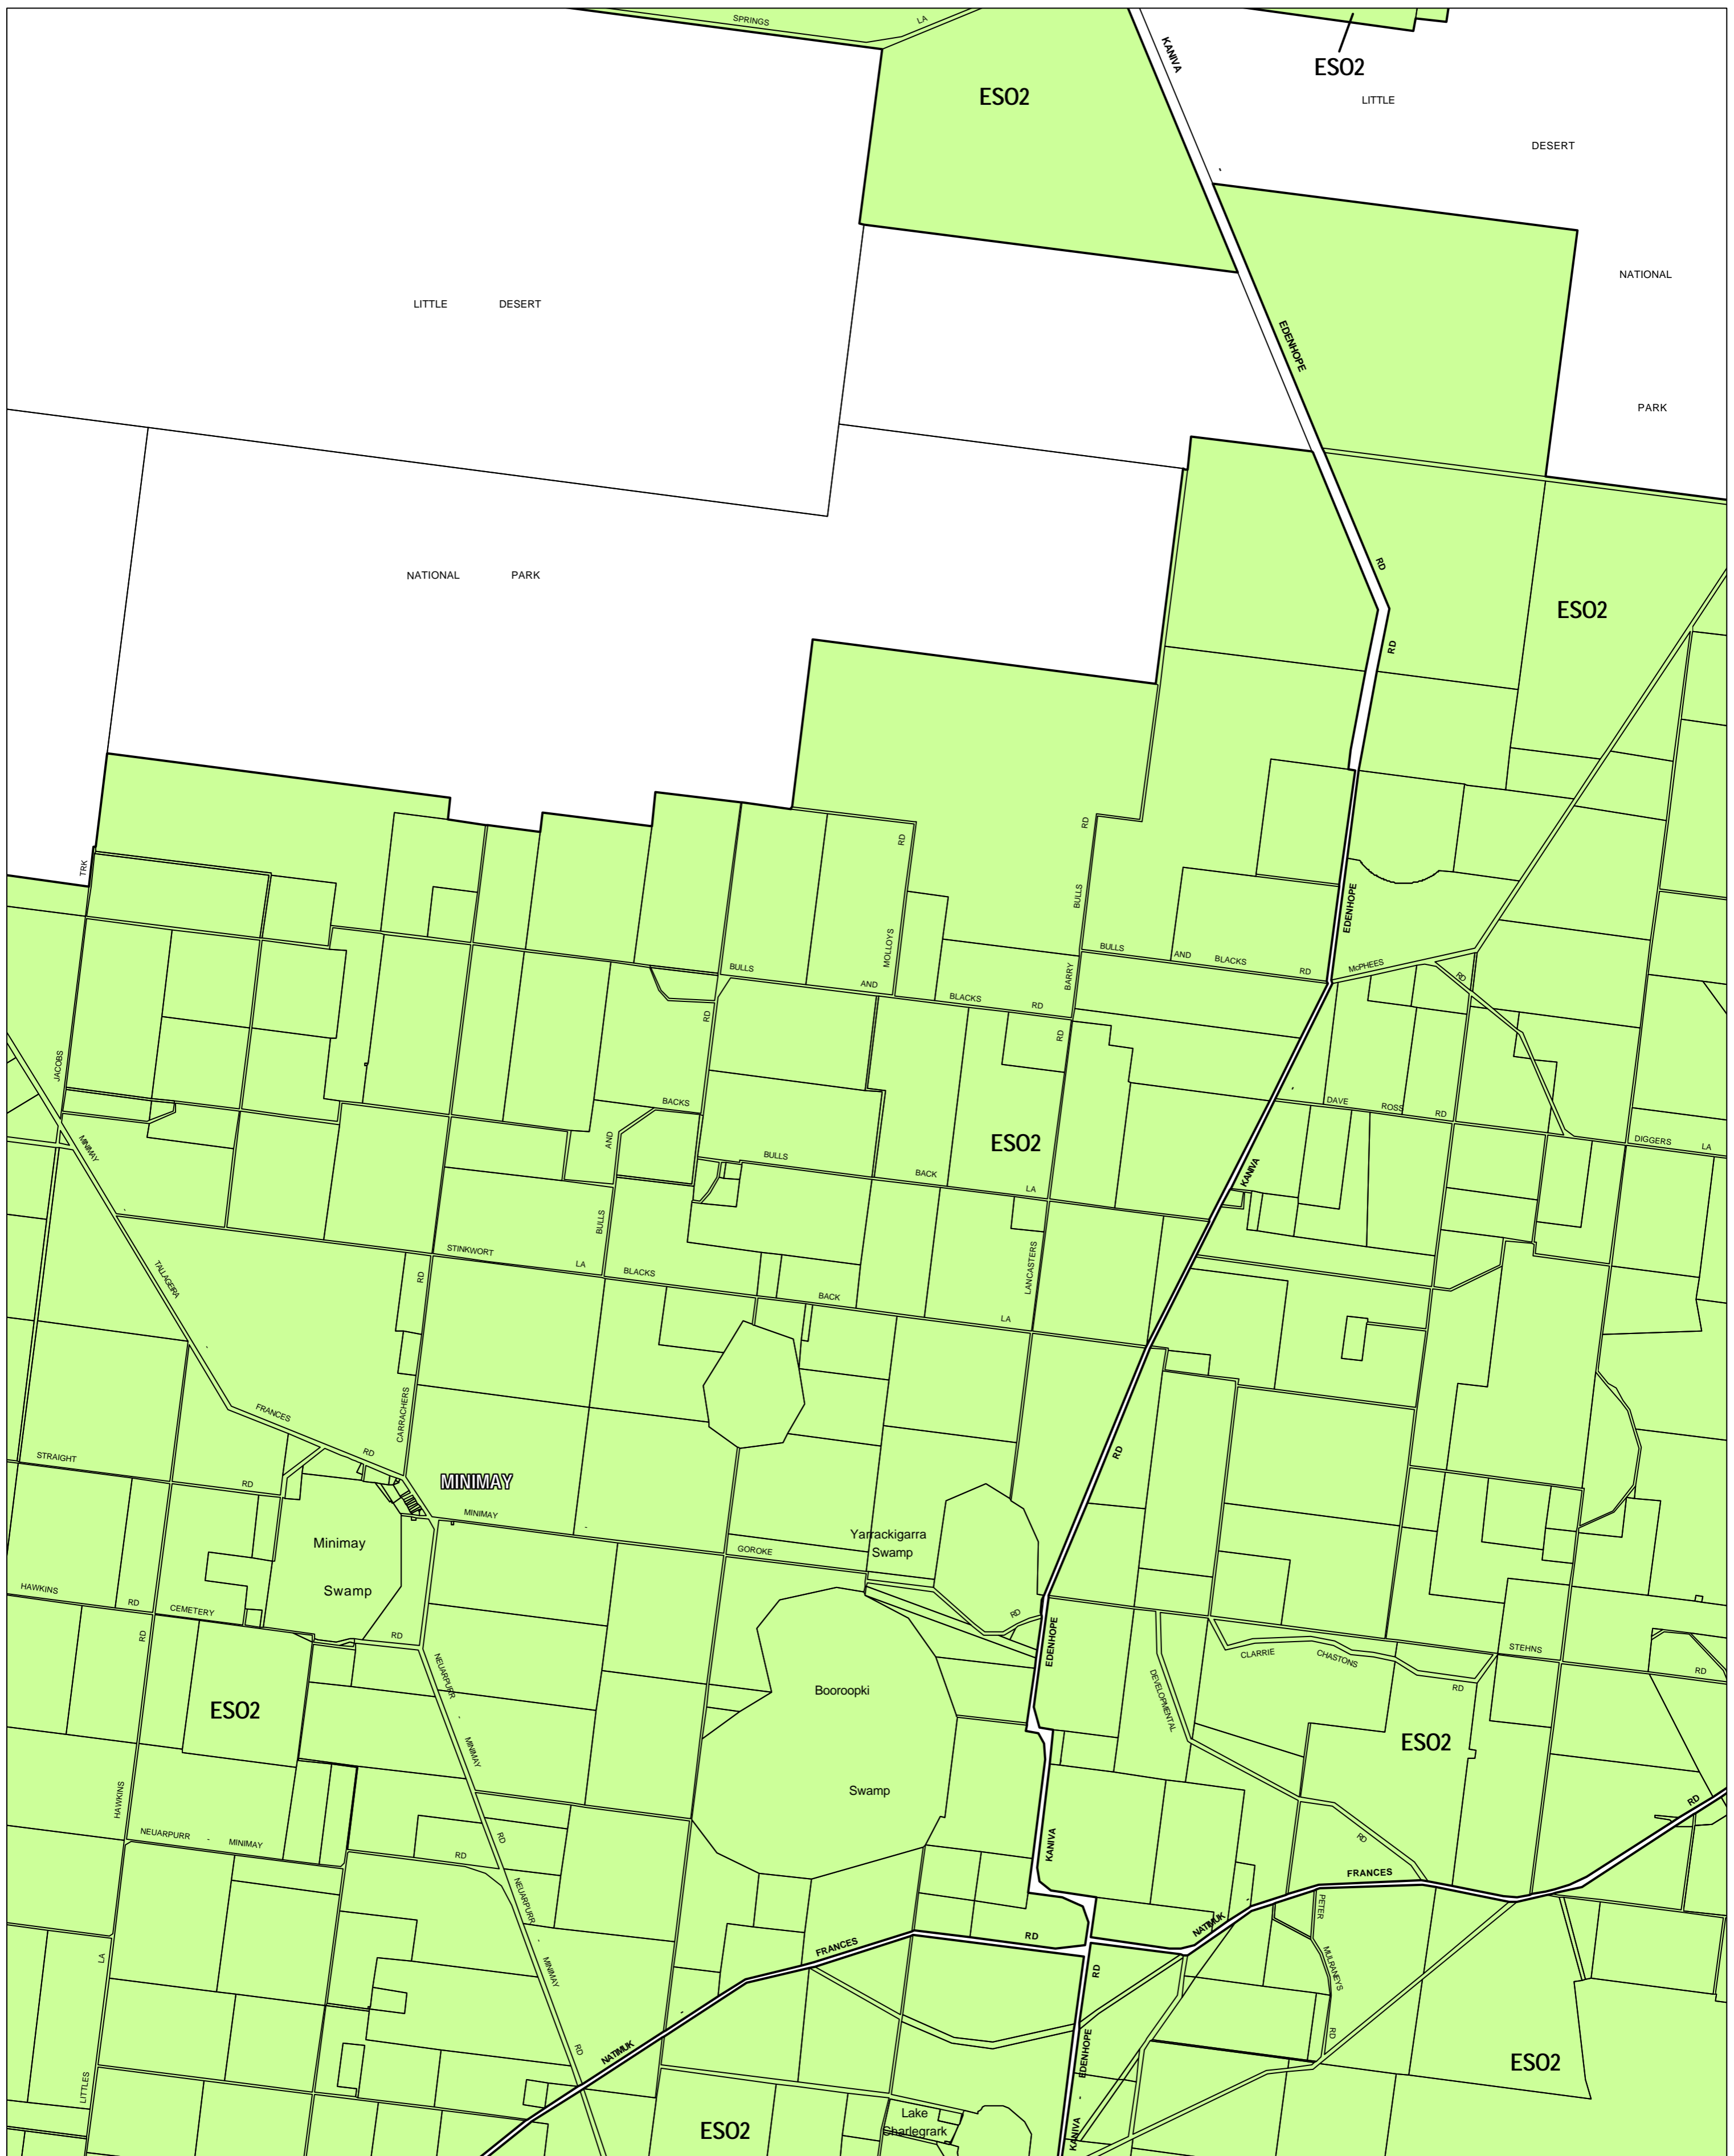 SPRINGS LA
KANIVA
ESO2
LITTLE
ESO2
DESERT
NATIONAL
LITTLE DESERT
EDENHOPE
PARK
RD
NATIONAL PARK
ESO2
RD
RD
RD
TRK
BULLS
EDENHOPE
MOLLOYS
BULLS AND BLACKS RD
BULLS AND BLACKS RD
BARRY
McPHEES
RD
RD
RD
JACOBS
BACKS
DAVE ROSS RD
MINIMAY
AND
ESO2
DIGGERS LA
BULLS BACK LA
KANIVA
BULLS
STINKWORT LA
BLACKS BACK LA
LANCASTERS
TALLAGEIRA
RD
FRANCES RD
CARRACHERS
RD
STRAIGHT RD
MINIMAY
MINIMAY
GOROKE
Yarrackigarra
Swamp
Minimay
Swamp
HAWKINS RD
CEMETERY RD
RD
RD
EDENHOPE
STEHNS RD
CLARRIE CHASTONS RD
NEUARPURR - MINIMAY
DEVELOPMENTAL
Booroopki
ESO2
ESO2
Swamp
HAWKINS
RD
RD
NEUARPURR - MINIMAY RD
KANIVA
RD
FRANCES
NEUARPURR - MINIMAY
PETER
NATIMUK
FRANCES RD
MULRANEYS
LA
RD
RD
RD
NATIMUK
EDENHOPE
ESO2
LITTLES
Lake
Charlegrark
ESO2
KANIVA -